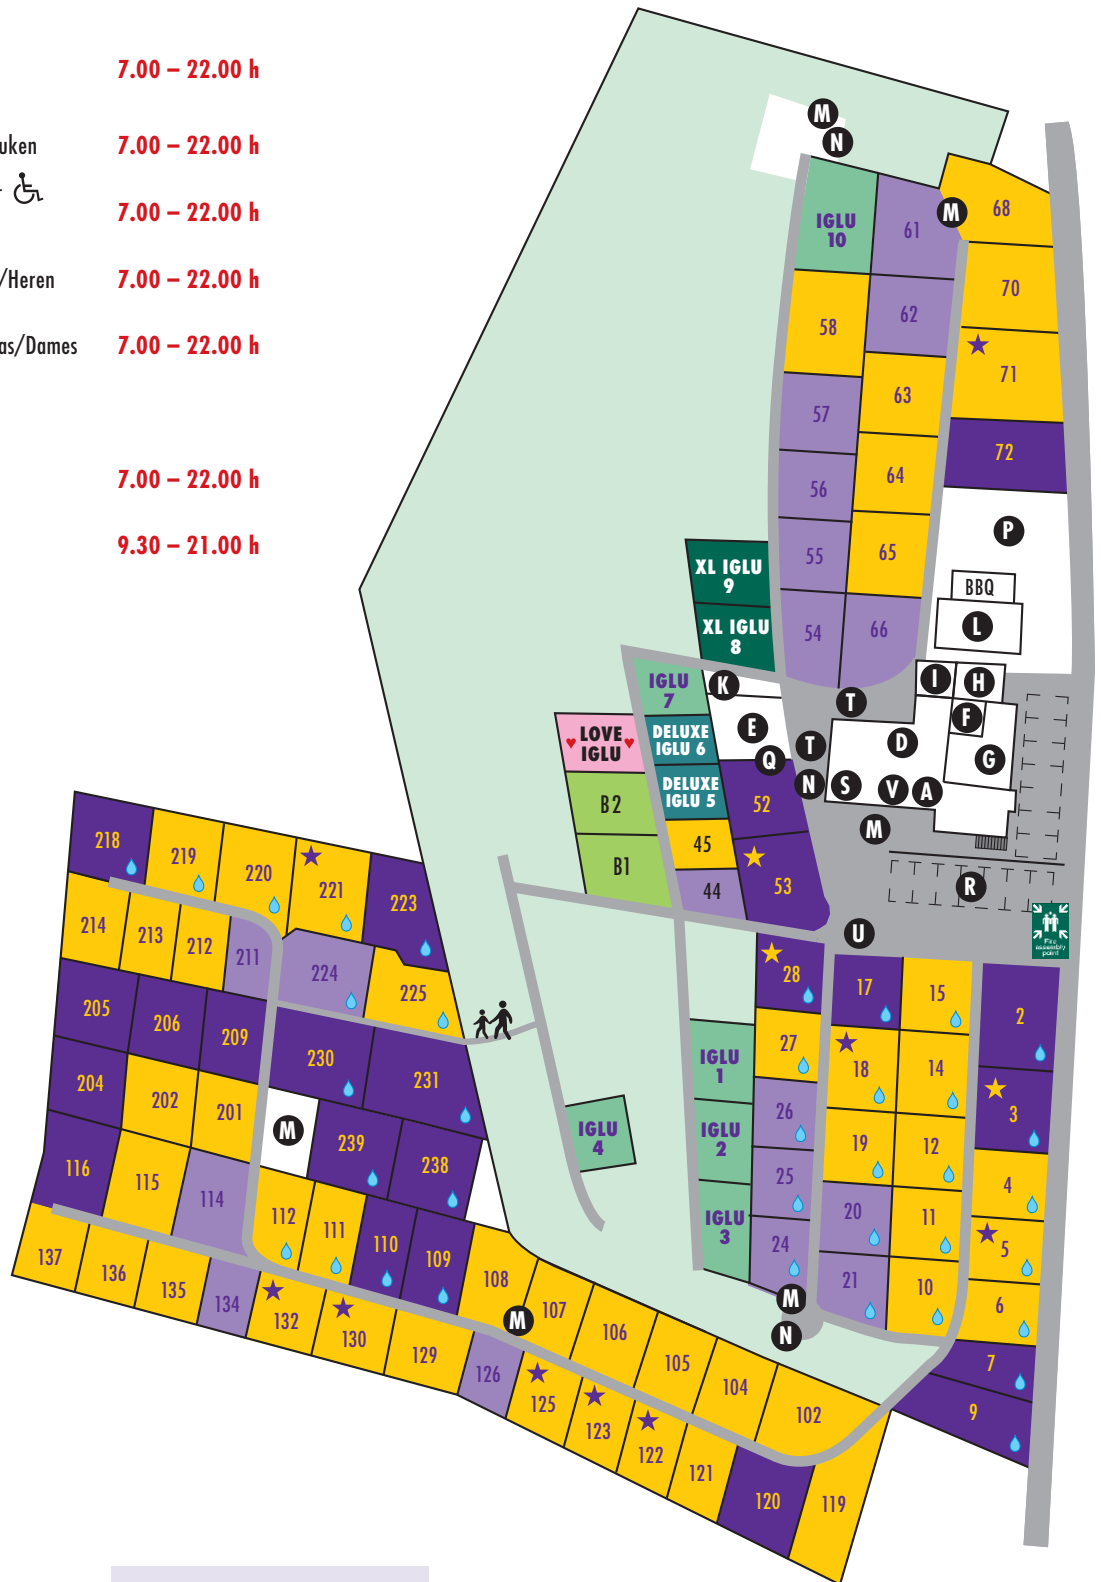 7.00 – 22.00 h
uken 7.00 – 22.00 h
7.00 – 22.00 h
/Heren 7.00 – 22.00 h
as/Dames 7.00 – 22.00 h
7.00 – 22.00 h
9.30 – 21.00 h
M
N
IGLU
10
61
M
68
58
62
70
57
63
71
56
64
72
55
65
P
XL IGLU
9
BBQ
XL IGLU
8
54
66
L
IGLU
7
K
I
H
T
F
LOVE
IGLU
DELUXE
IGLU 6
E
T
D
G
Q
B2
DELUXE
IGLU 5
52
N
S
V
A
B1
45
M
44
53
R
U
Fire
assembly
point
218
219
220
221
223
214
213
212
211
224
225
28
17
15
2
205
206
209
230
231
IGLU
1
27
18
14
3
204
202
201
M
239
238
IGLU
4
IGLU
2
26
19
12
4
116
115
114
112
111
110
109
108
IGLU
3
25
20
11
5
24
21
10
6
137
136
135
134
132
130
129
M
107
106
105
104
102
M
N
7
9
126
125
123
122
121
120
119